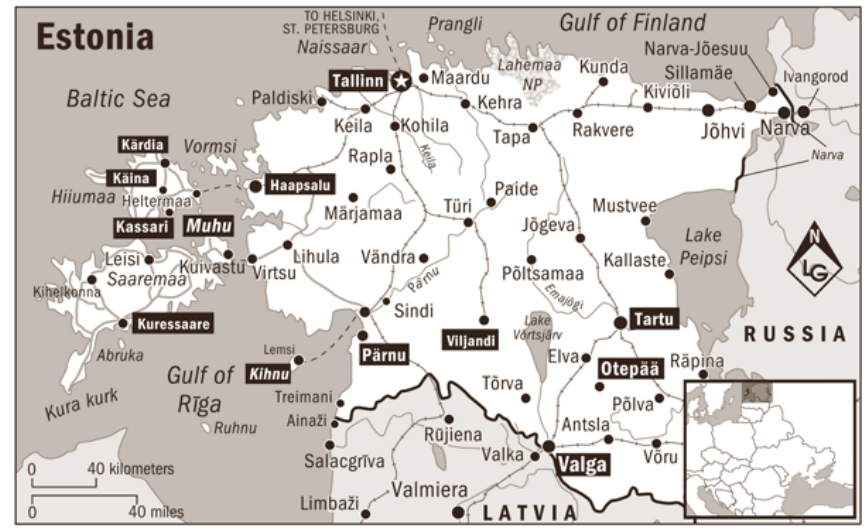 Estonia
TO HELSINKI,
ST. PETERSBURG
Naissaar
Prangli
Gulf of Finland
Narva-Jõesuu
Sillamäe
Ivangorod
Tallinn
Maardu
Lahemaa
NP
Kunda
Kiviõli
Baltic Sea
Paldiski
Keila
Kohila
Kehra
Tapa
Rakvere
Jõhvi
Narva
Narva
Kärdia
Vormsi
Rapla
Keila
Käina
Heltermaa
Hiiumaa
Haapsalu
Kassari
Muhu
Märjamaa
Türi
Paide
Mustvee
Jõgeva
Lake
Peipsi
Leisi
Saaremaa
Kuivastu
Virtsu
Lihula
Vändra
Pärnu
Põltsamaa
Kallaste
N
LG
Kihelkonna
Emajõgi
Sindi
Kuressaare
Viljandi
Lake
Võrtsjärv
Tartu
RUSSIA
Abruka
Lemsi
Kihnu
Pärnu
Elva
Otepää
Räpina
Gulf of
Rīga
Kura kurk
Treimani
Tõrva
Põlva
Ainaži
Ruhnu
Rūjiena
Antsla
Salacgrīva
Valka
Valga
Võru
0
40 kilometers
0
40 miles
Limbaži
Valmiera
LATVIA